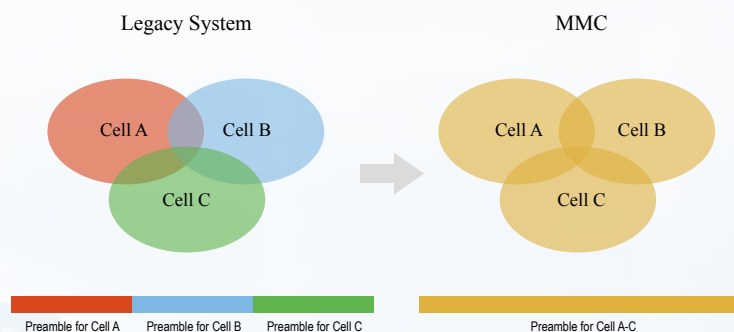 Legacy System
MMC
Cell A
Cell B
Cell C
Cell A
Cell B
Cell C
Preamble for Cell A
Preamble for Cell B
Preamble for Cell C
Preamble for Cell A-C